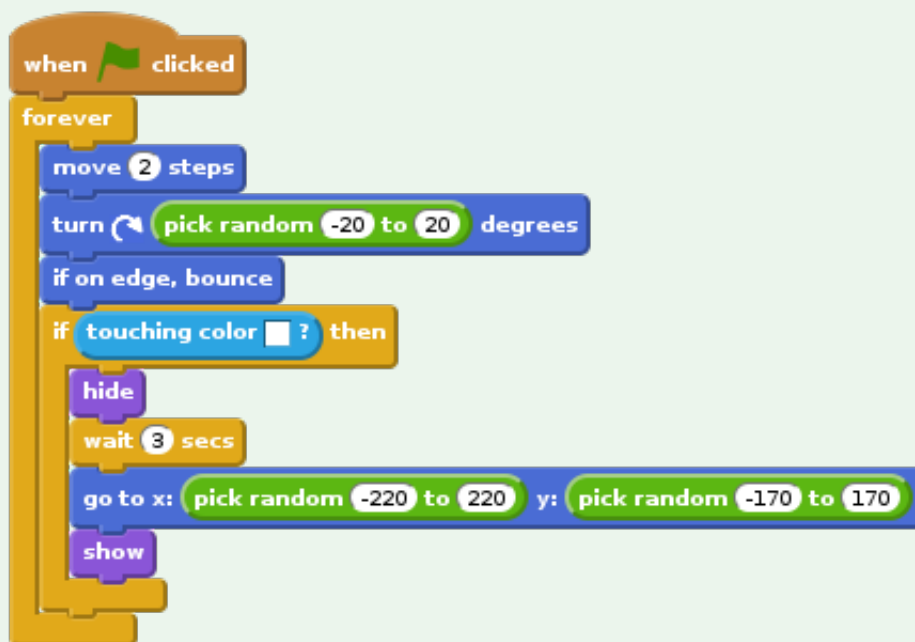 when clicked
forever
move 2 steps
turn pick random -20 to 20 degrees
if on edge, bounce
if touching color ? then
hide
wait 3 secs
go to x: pick random -220 to 220 y: pick random -170 to 170
show